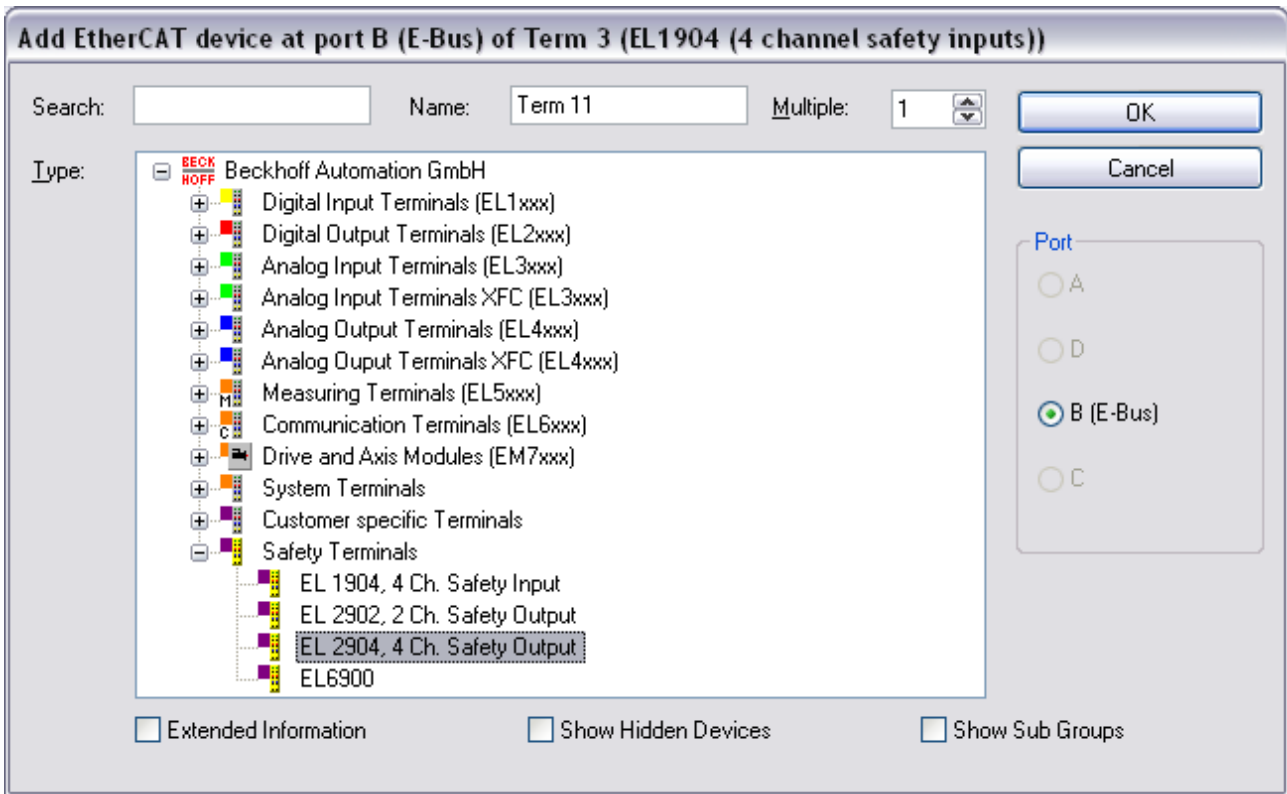 Add EtherCAT device at port B (E-Bus) of Term 3 (EL1904 (4 channel safety inputs))
Search: Name: Term 11 Multiple: 1 OK
Cancel
Type:
BECK HOFF Beckhoff Automation GmbH
Digital Input Terminals (EL1xxx)
Digital Output Terminals (EL2xxx)
Analog Input Terminals (EL3xxx)
Analog Input Terminals XFC (EL3xxx)
Analog Output Terminals (EL4xxx)
Analog Ouput Terminals XFC (EL4xxx)
M Measuring Terminals (EL5xxx)
C Communication Terminals (EL6xxx)
Drive and Axis Modules (EM7xxx)
System Terminals
Customer specific Terminals
Safety Terminals
EL 1904, 4 Ch. Safety Input
EL 2902, 2 Ch. Safety Output
EL 2904, 4 Ch. Safety Output
EL6900
Port
A
D
B (E-Bus)
C
Extended Information Show Hidden Devices Show Sub Groups